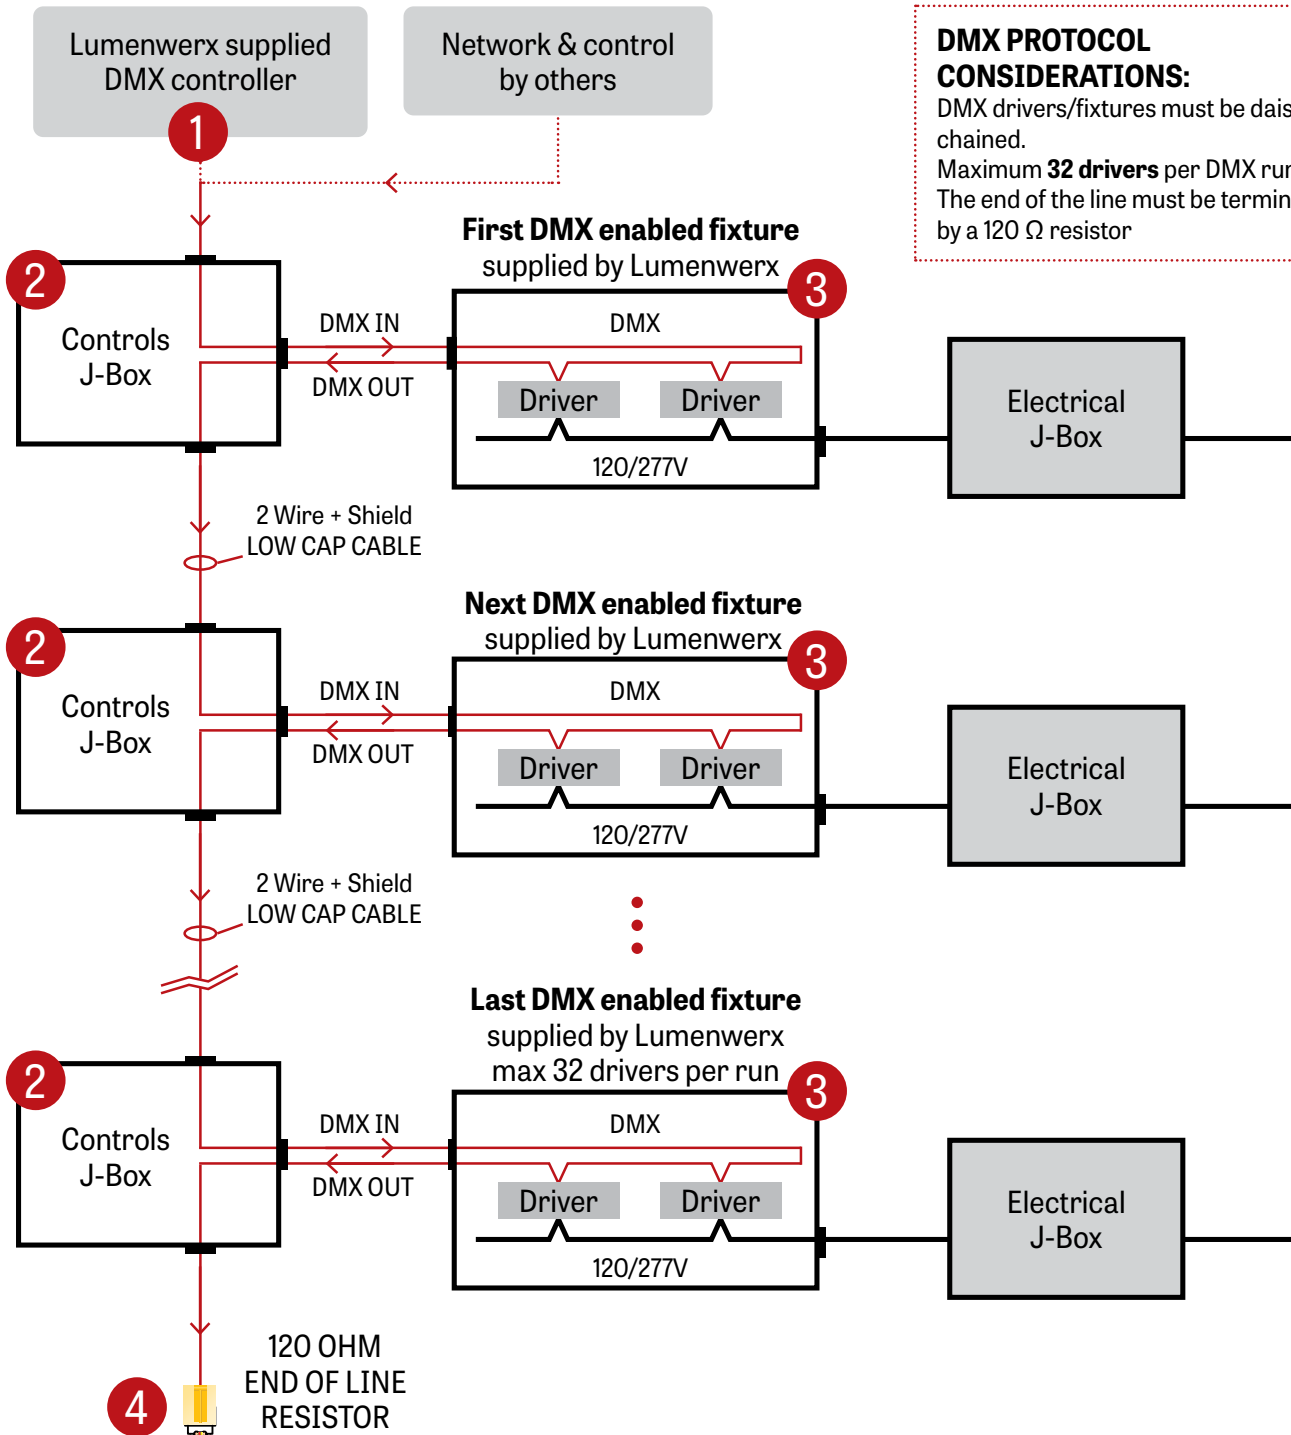 Lumenwerx supplied
DMX controller
1
Network & control
by others
DMX PROTOCOL
CONSIDERATIONS:
DMX drivers/fixtures must be dais
chained.
Maximum 32 drivers per DMX run
The end of the line must be termin
by a 120 Ω resistor
First DMX enabled fixture
supplied by Lumenwerx
2
Controls
J-Box
DMX IN
DMX OUT
3
DMX
Driver
Driver
120/277V
Electrical
J-Box
2 Wire + Shield
LOW CAP CABLE
Next DMX enabled fixture
supplied by Lumenwerx
2
Controls
J-Box
DMX IN
DMX OUT
3
DMX
Driver
Driver
120/277V
Electrical
J-Box
2 Wire + Shield
LOW CAP CABLE
Last DMX enabled fixture
supplied by Lumenwerx
max 32 drivers per run
2
Controls
J-Box
DMX IN
DMX OUT
3
DMX
Driver
Driver
120/277V
Electrical
J-Box
4
120 OHM
END OF LINE
RESISTOR